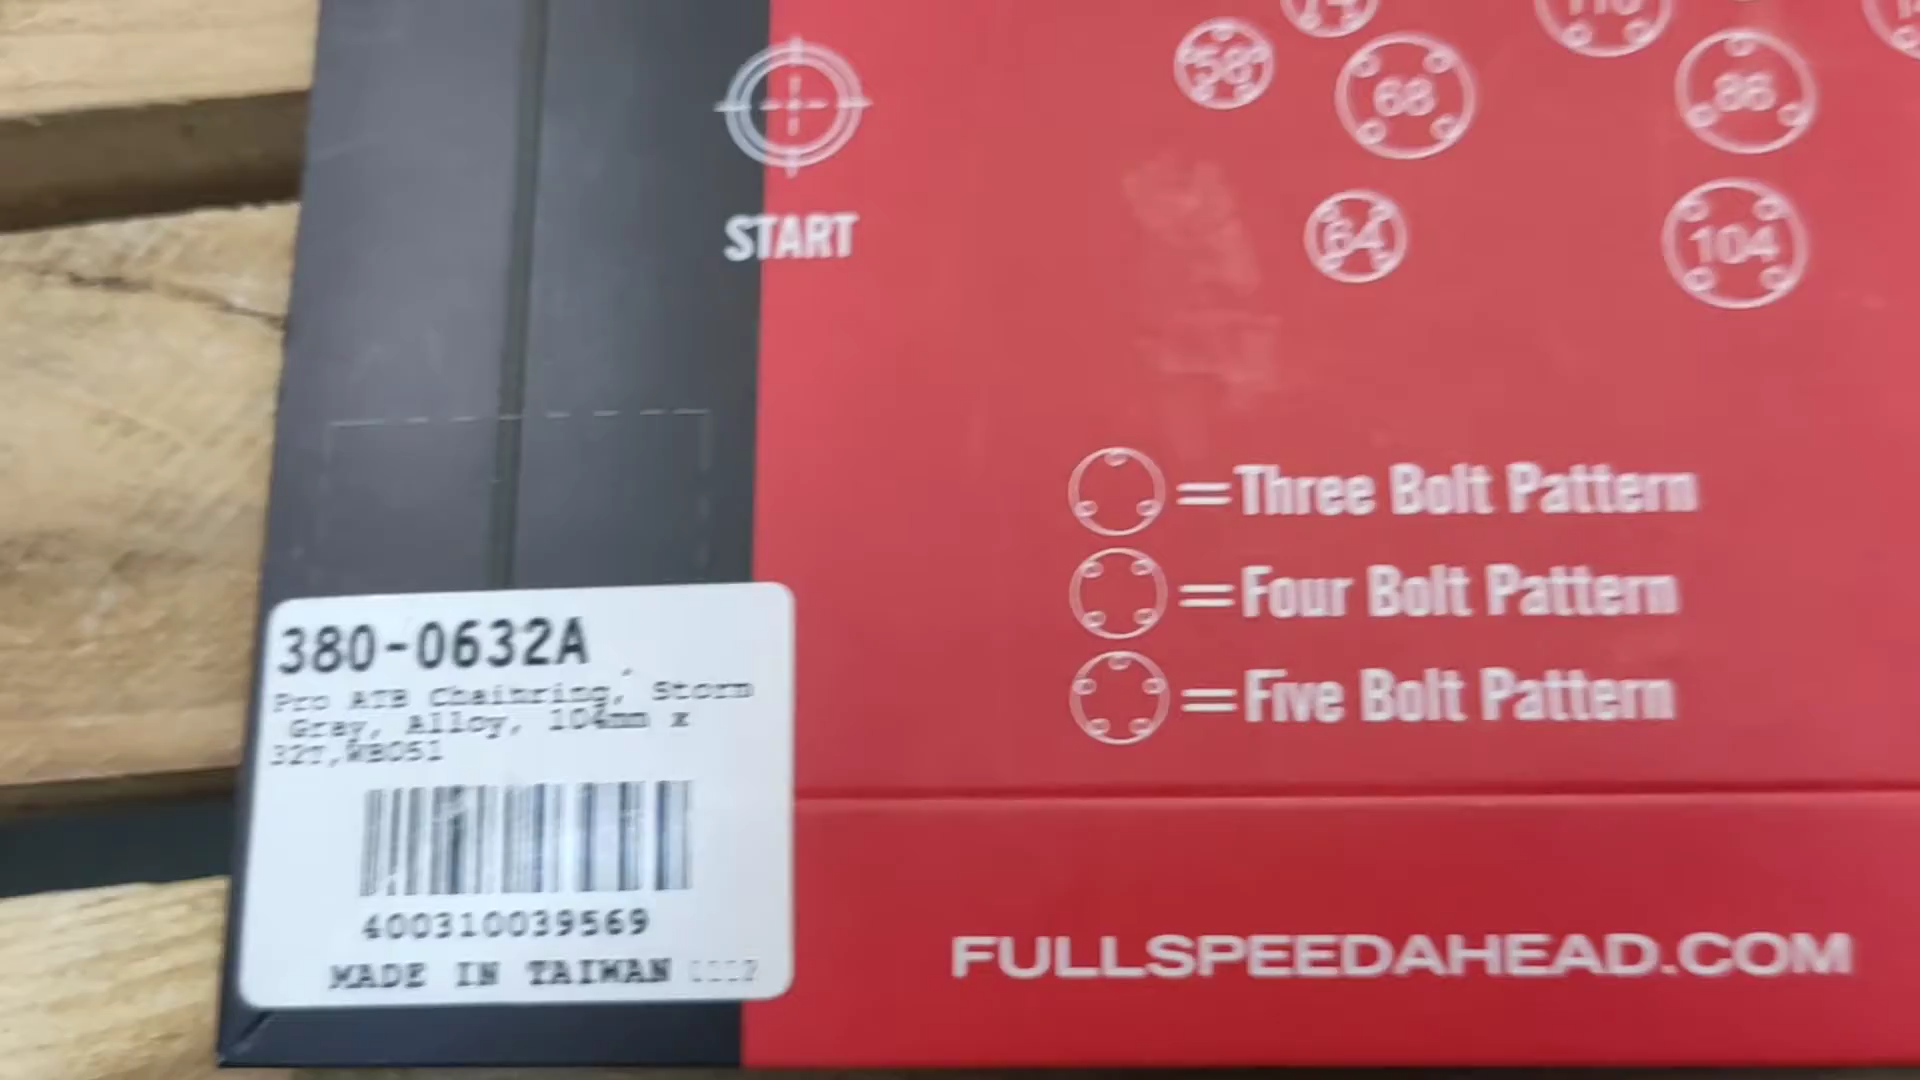 58
68
86
START
64
104
=Three Bolt Pattern
=Four Bolt Pattern
=Five Bolt Pattern
380-0632A
Pro ATB Chainring, Storm
Gray, Alloy, 104mm x
32T,WB051
400310039569
MADE IN TAIWAN
FULLSPEEDAHEAD.COM